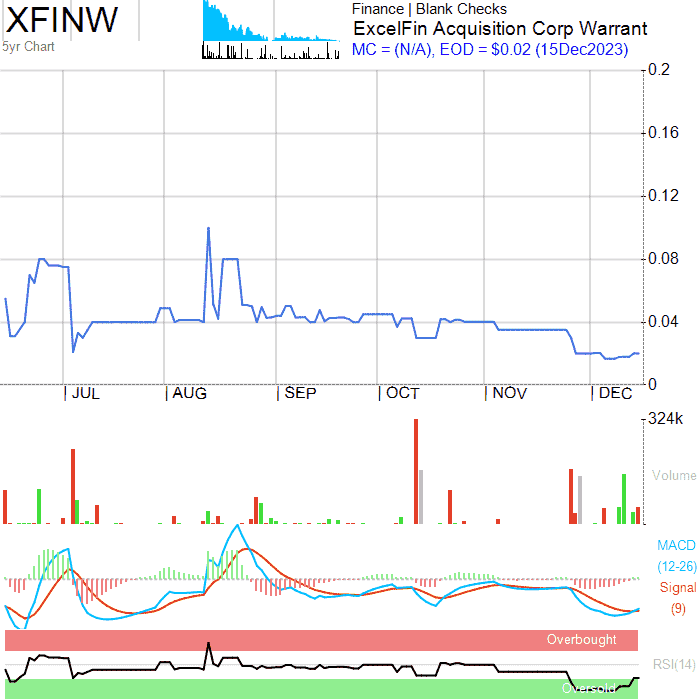 XFINW
5yr Chart
Finance | Blank Checks
ExcelFin Acquisition Corp Warrant
MC = (N/A), EOD = $0.02 (15Dec2023)
0.2
0.16
0.12
0.08
0.04
0
| JUL | AUG | SEP | OCT | NOV | DEC
324k
Volume
MACD
(12-26)
Signal
(9)
Overbought
RSI(14)
Oversold